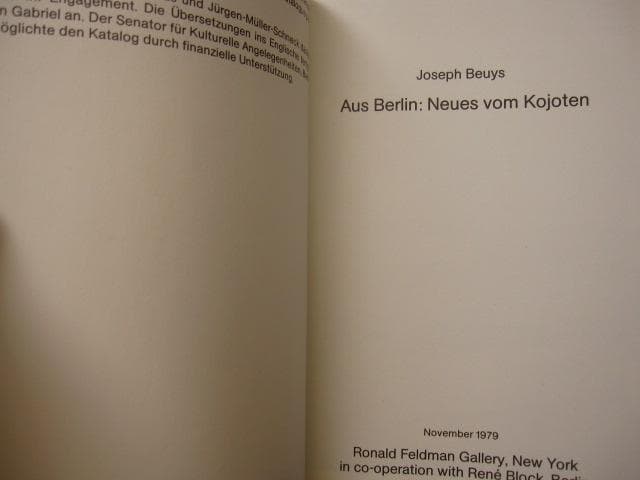 und Jürgen-Müller-Schneck
Engagement. Die Übersetzungen ins Englische
n Gabriel an. Der Senator für Kulturelle Angelegenheiten,
öglichte den Katalog durch finanzielle Unterstützung.
Joseph Beuys
Aus Berlin: Neues vom Kojoten
November 1979
Ronald Feldman Gallery, New York
in co-operation with René Block, Berlin